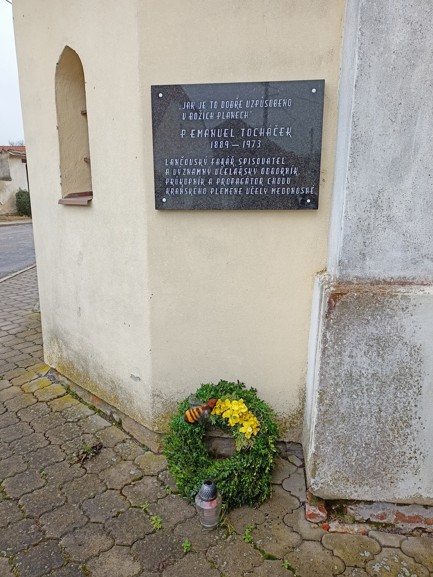 „JAK JE TO DOBŘE UZPŮSOBENO
V BOŽÍCH PLÁNECH“
P. EMANUEL TOCHÁČEK
1889 – 1973
LANČOVSKÝ FARÁŘ, SPISOVATEL
A VÝZNAMNÝ VČELAŘSKÝ ODBORNÍK,
PRŮKOPNÍK A PROPAGÁTOR CHOVU
KRAŇSKÉHO PLEMENE VČELY MEDONOSNÉ